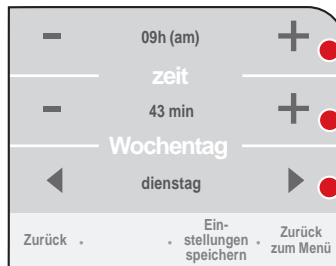 09h (am)
zeit
43 min
Wochentag
dienstag
Zurück
Ein-
stellungen
speichern
Zurück
zum Menü